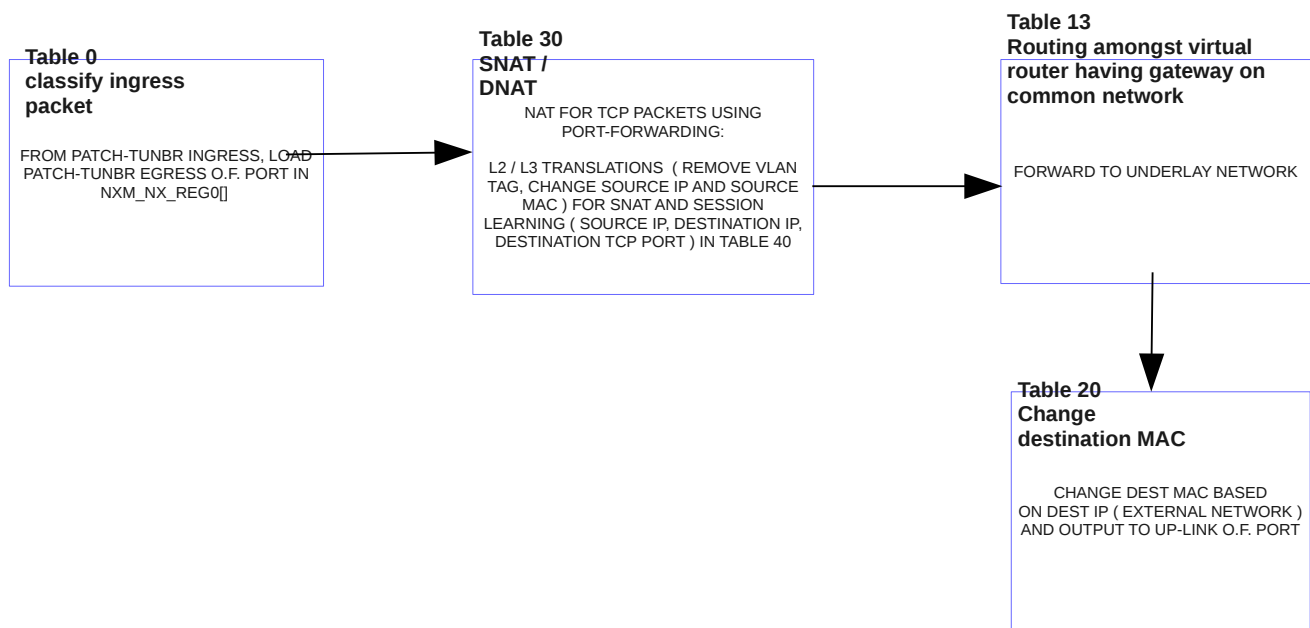 Table 0
classify ingress
packet
FROM PATCH-TUNBR INGRESS, LOAD
PATCH-TUNBR EGRESS O.F. PORT IN
NXM_NX_REG0[]
Table 30
SNAT /
DNAT
NAT FOR TCP PACKETS USING
PORT-FORWARDING:
L2 / L3 TRANSLATIONS ( REMOVE VLAN
TAG, CHANGE SOURCE IP AND SOURCE
MAC ) FOR SNAT AND SESSION
LEARNING ( SOURCE IP, DESTINATION IP,
DESTINATION TCP PORT ) IN TABLE 40
Table 13
Routing amongst virtual
router having gateway on
common network
FORWARD TO UNDERLAY NETWORK
Table 20
Change
destination MAC
CHANGE DEST MAC BASED
ON DEST IP ( EXTERNAL NETWORK )
AND OUTPUT TO UP-LINK O.F. PORT